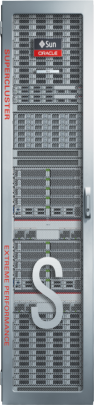 Sun
ORACLE
SUPERCLUSTER
EXTREME PERFORMANCE
S